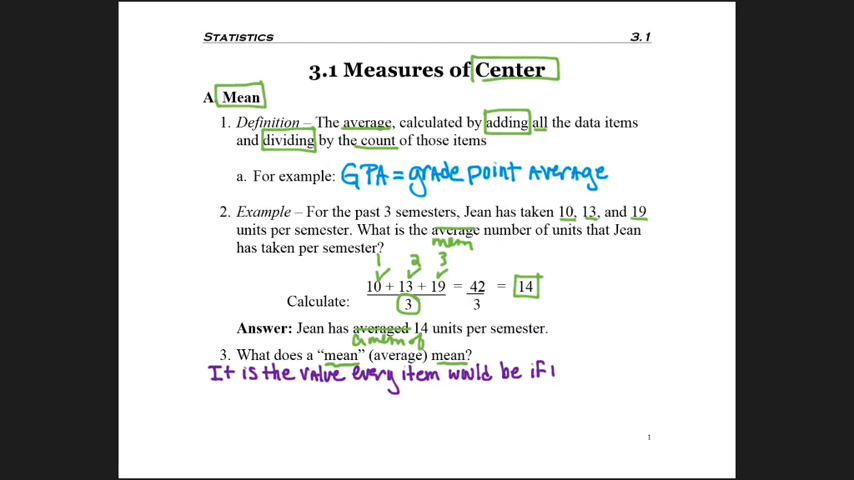 STATISTICS 3.1
3.1 Measures of Center
A. Mean
1. Definition – The average, calculated by adding all the data items
and dividing by the count of those items
a. For example: GPA = grade point average
2. Example – For the past 3 semesters, Jean has taken 10, 13, and 19
units per semester. What is the average number of units that Jean
mean
has taken per semester?
1 2 3
10 + 13 + 19 = 42 = 14
Calculate: 3 3
Answer: Jean has averaged 14 units per semester.
a mean of
3. What does a “mean” (average) mean?
It is the value every item would be if
1